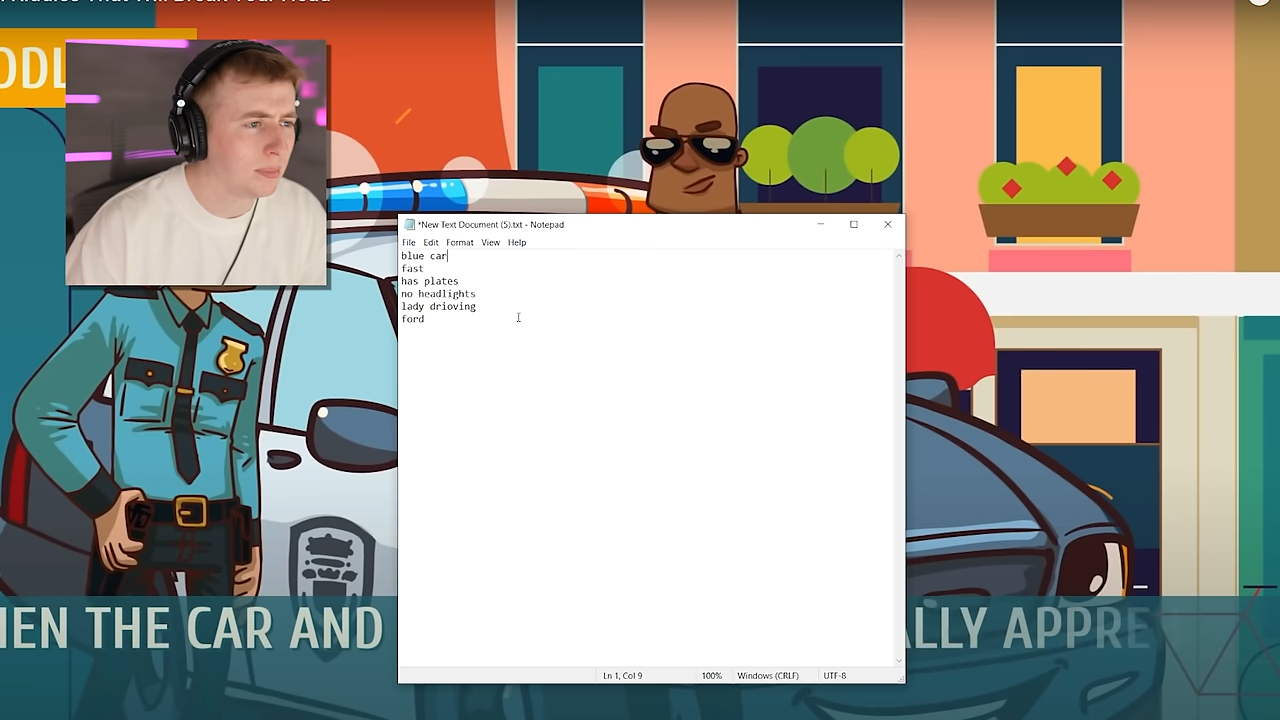 ODL
*New Text Document (5).txt - Notepad
File Edit Format View Help
blue car
fast
has plates
no headlights
lady drioving
ford
HEN THE CAR AND
ALLY APPRE
Ln 1, Col 9 100% Windows (CRLF) UTF-8